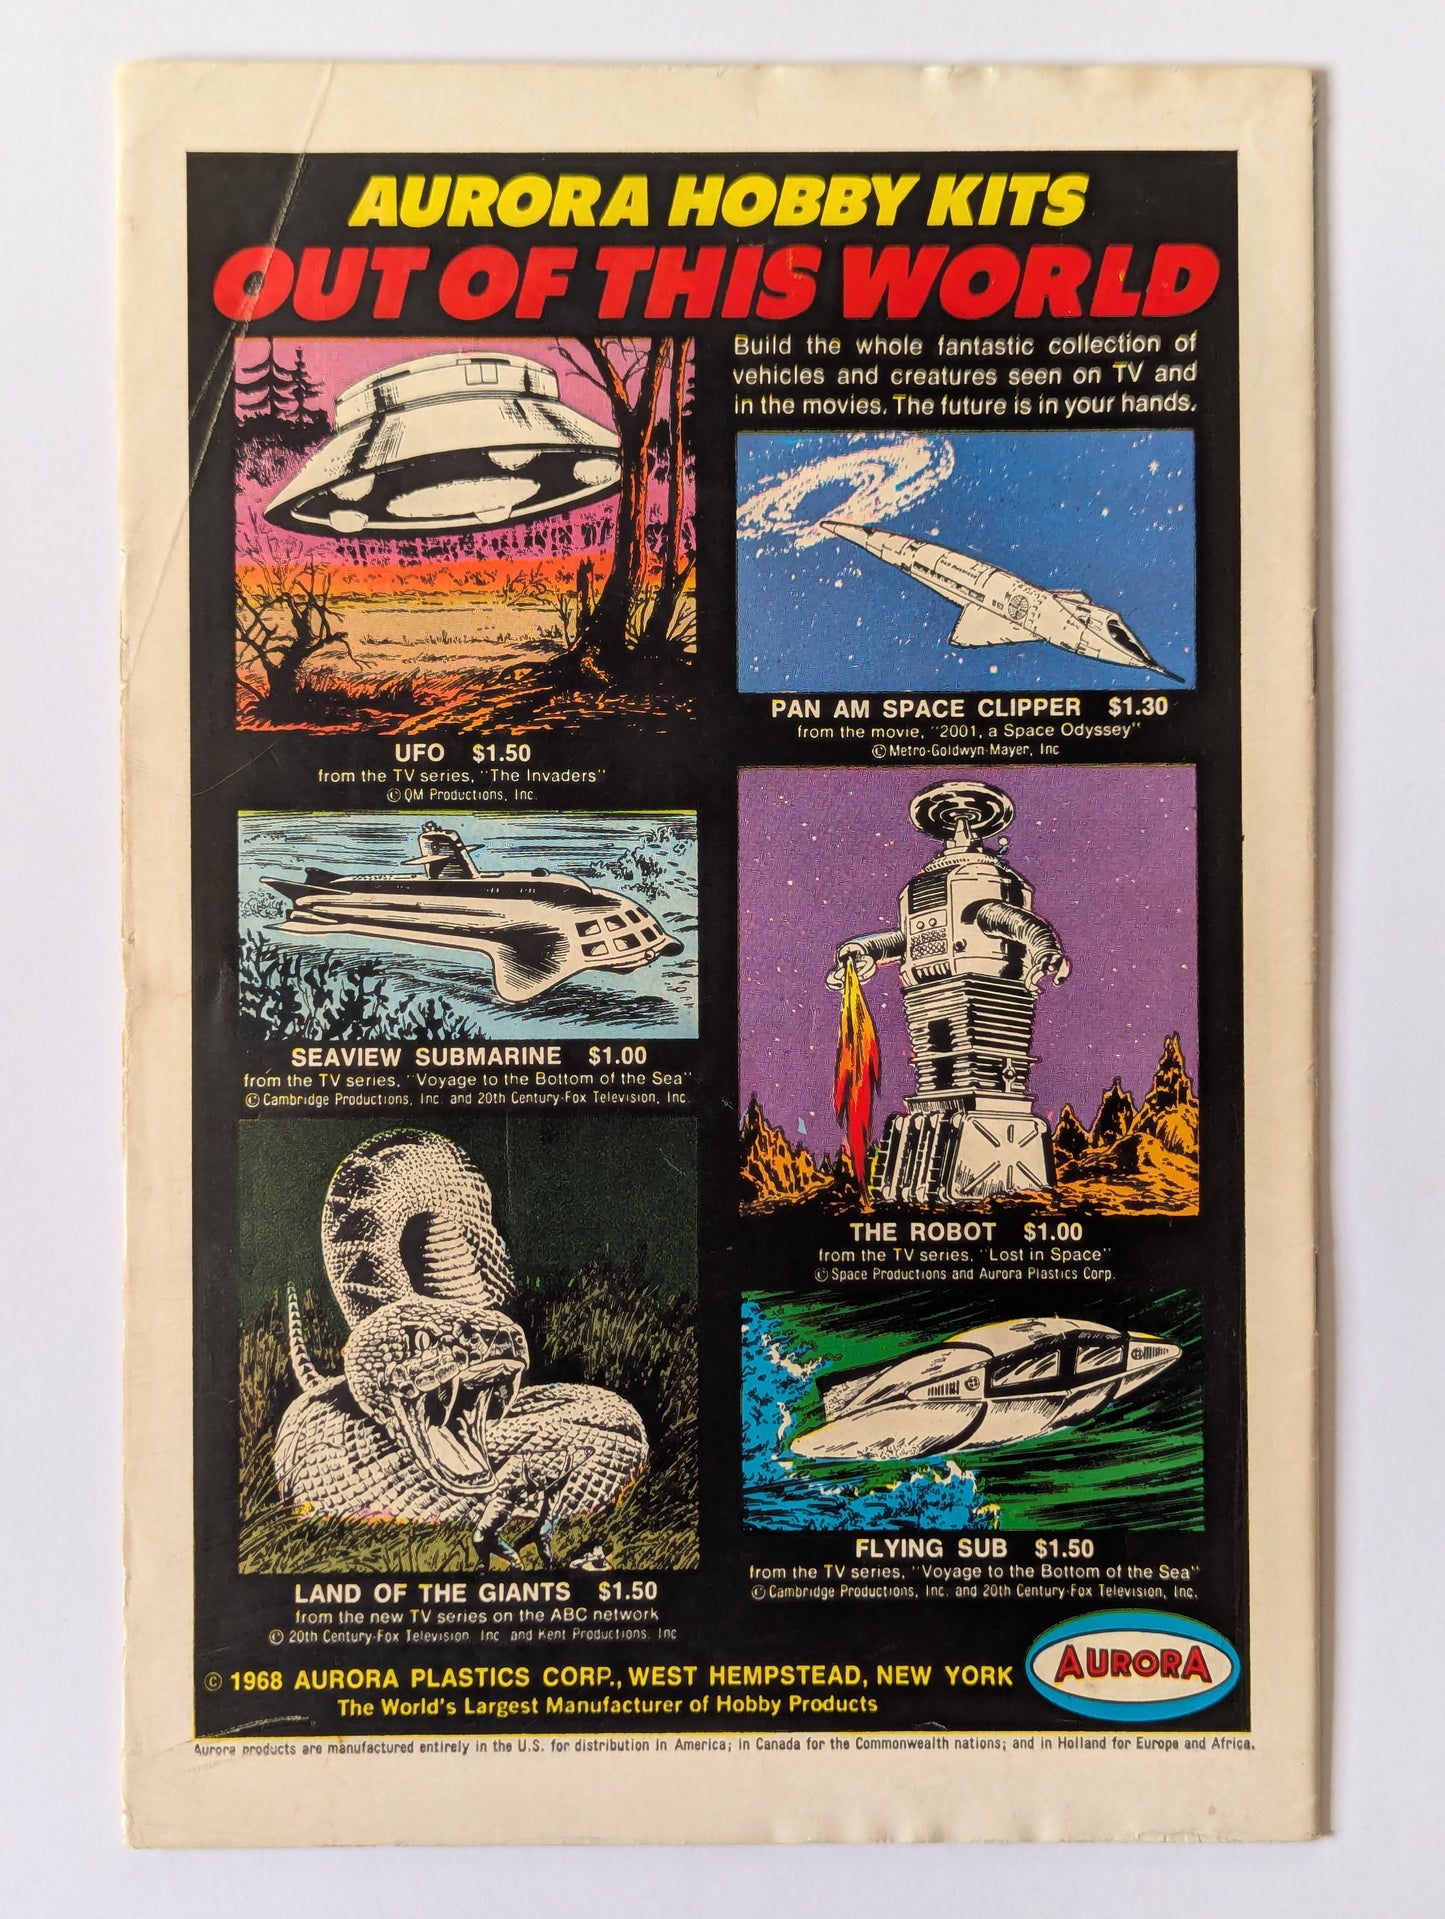 AURORA HOBBY KITS
OUT OF THIS WORLD
Build the whole fantastic collection of
vehicles and creatures seen on TV and
in the movies. The future is in your hands.
UFO $1.50
from the TV series, "The Invaders"
© QM Productions, Inc.
PAN AM SPACE CLIPPER $1.30
from the movie, "2001, a Space Odyssey"
© Metro-Goldwyn-Mayer, Inc
SEAVIEW SUBMARINE $1.00
from the TV series, "Voyage to the Bottom of the Sea"
© Cambridge Productions, Inc. and 20th Century-Fox Television, Inc.
THE ROBOT $1.00
from the TV series, "Lost in Space"
© Space Productions and Aurora Plastics Corp.
LAND OF THE GIANTS $1.50
from the new TV series on the ABC network
© 20th Century-Fox Television Inc and Kent Productions, Inc
FLYING SUB $1.50
from the TV series, "Voyage to the Bottom of the Sea"
© Cambridge Productions, Inc. and 20th Century-Fox Television, Inc.
© 1968 AURORA PLASTICS CORP., WEST HEMPSTEAD, NEW YORK
The World's Largest Manufacturer of Hobby Products
AURORA
Aurora products are manufactured entirely in the U.S. for distribution in America; in Canada for the Commonwealth nations; and in Holland for Europe and Africa.